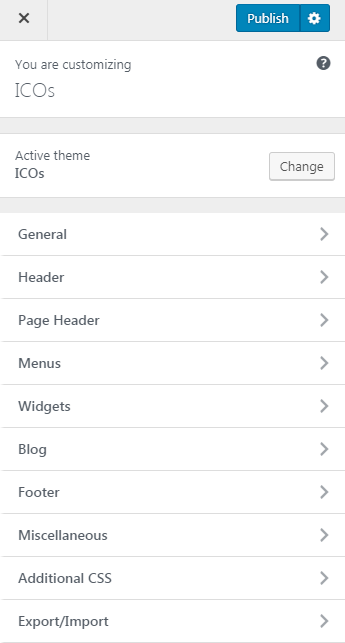 Publish
You are customizing
ICOs
Active theme
ICOs
Change
General
Header
Page Header
Menus
Widgets
Blog
Footer
Miscellaneous
Additional CSS
Export/Import